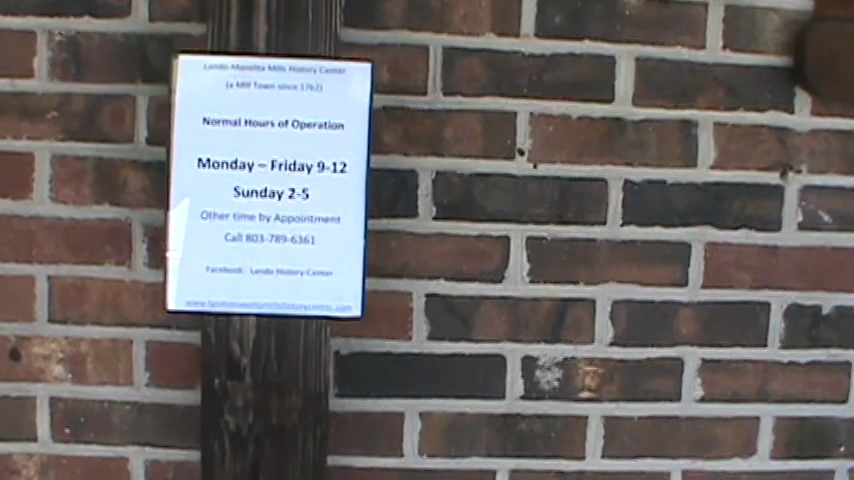 Lando-Manetta Mills History Center
(a Mill Town since 1762)
Normal Hours of Operation
Monday – Friday 9-12
Sunday 2-5
Other time by Appointment
Call 803-789-6361
Facebook: Lando History Center